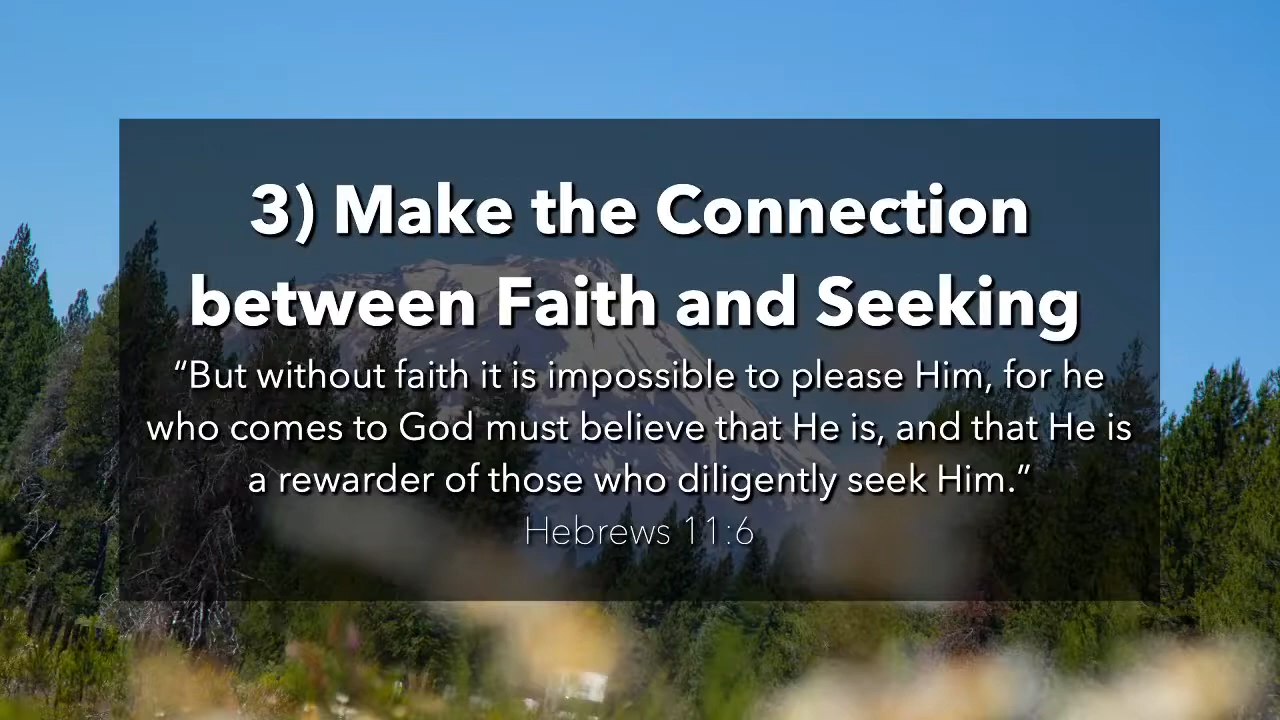 3) Make the Connection
between Faith and Seeking
“But without faith it is impossible to please Him, for he
who comes to God must believe that He is, and that He is
a rewarder of those who diligently seek Him.”
Hebrews 11:6